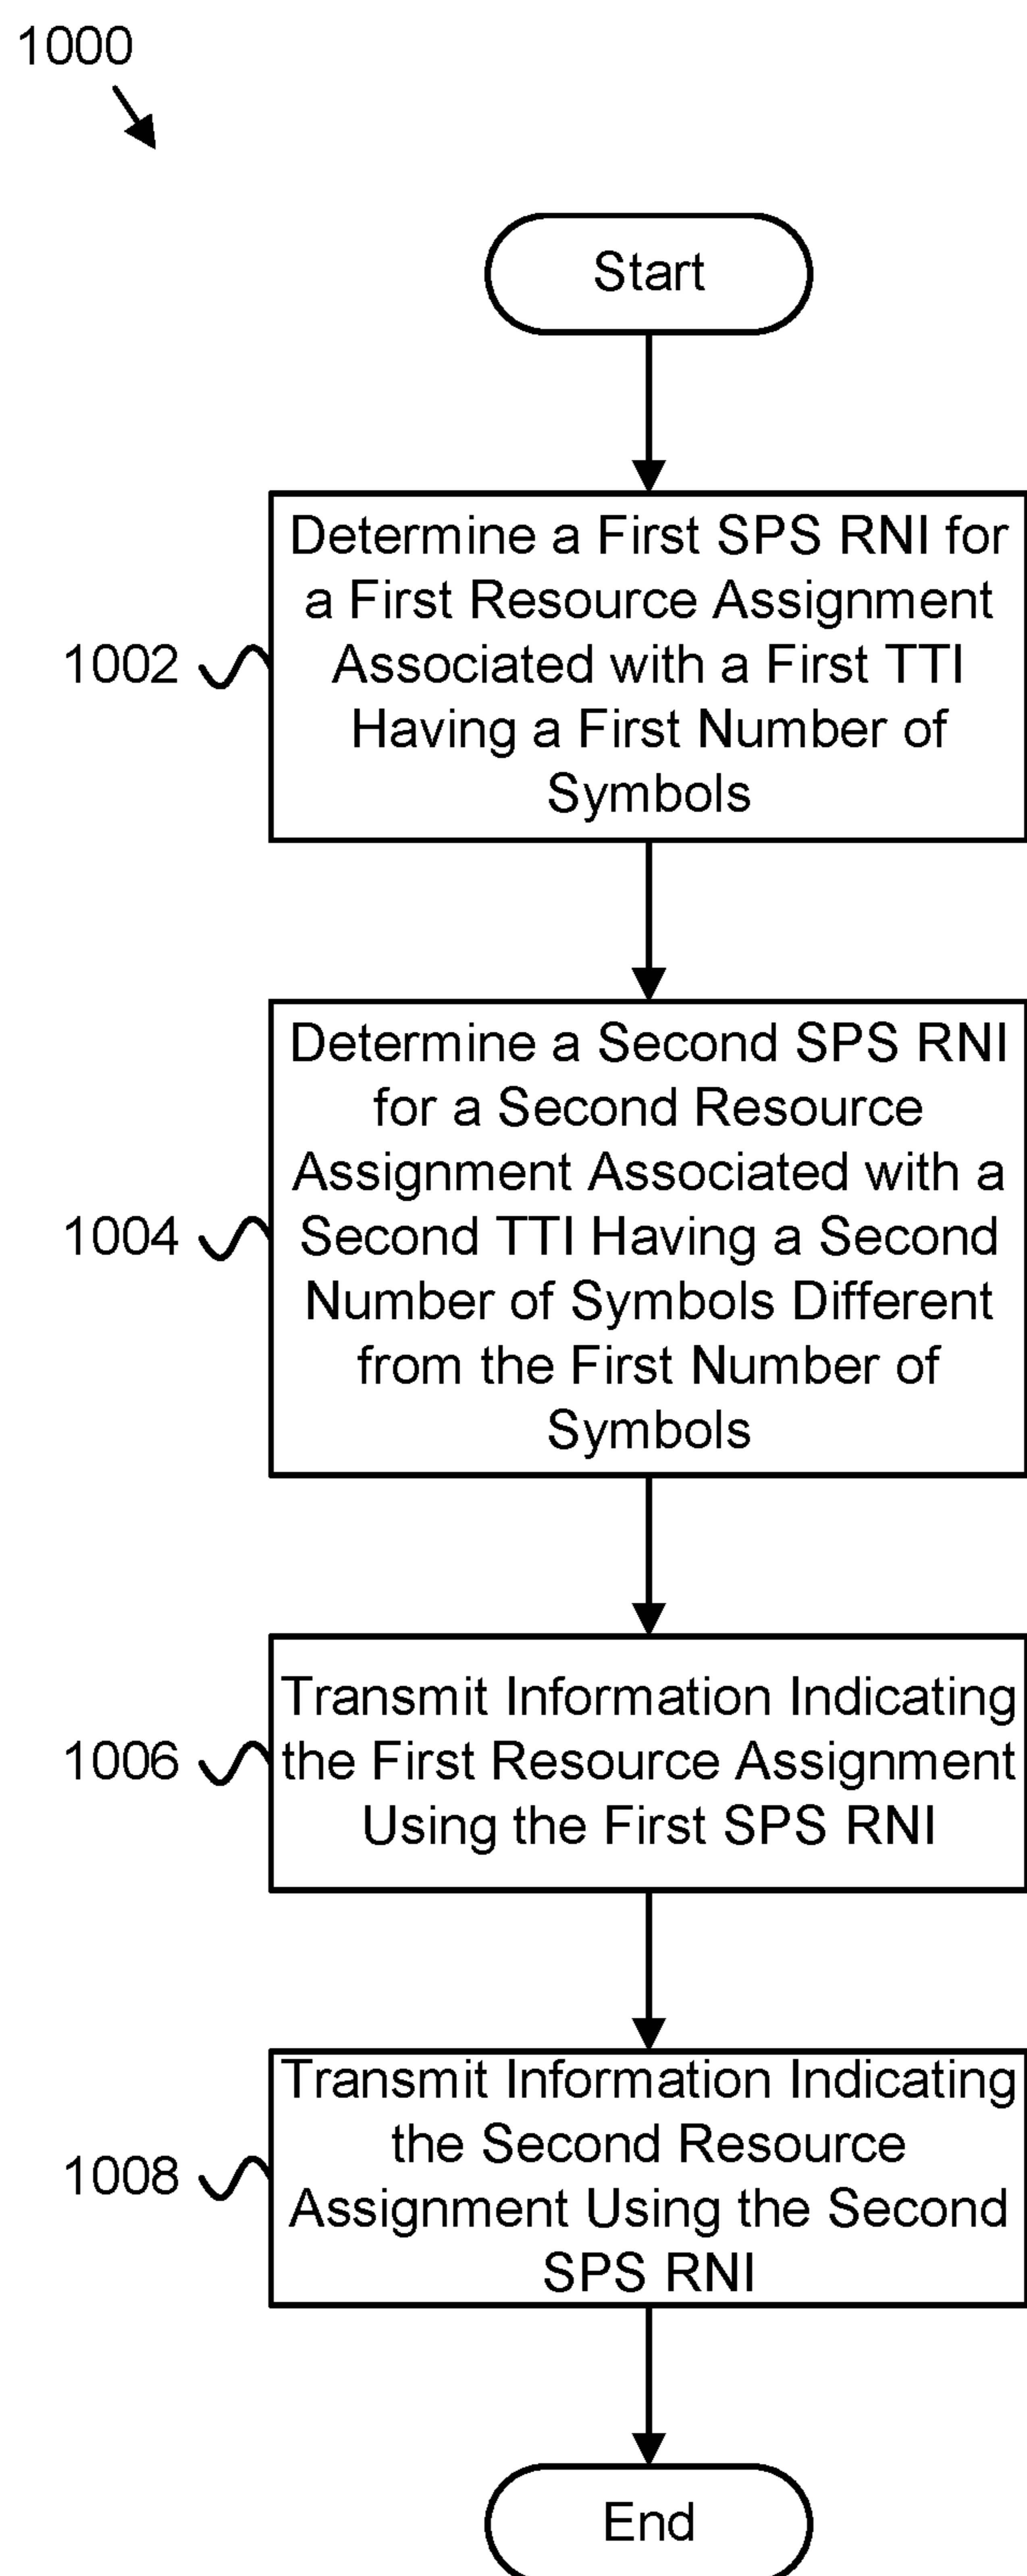 1000
Start
Determine a First SPS RNI for
a First Resource Assignment
Associated with a First TTI
Having a First Number of
Symbols
1002
Determine a Second SPS RNI
for a Second Resource
Assignment Associated with a
Second TTI Having a Second
Number of Symbols Different
from the First Number of
Symbols
1004
Transmit Information Indicating
the First Resource Assignment
Using the First SPS RNI
1006
Transmit Information Indicating
the Second Resource
Assignment Using the Second
SPS RNI
1008
End